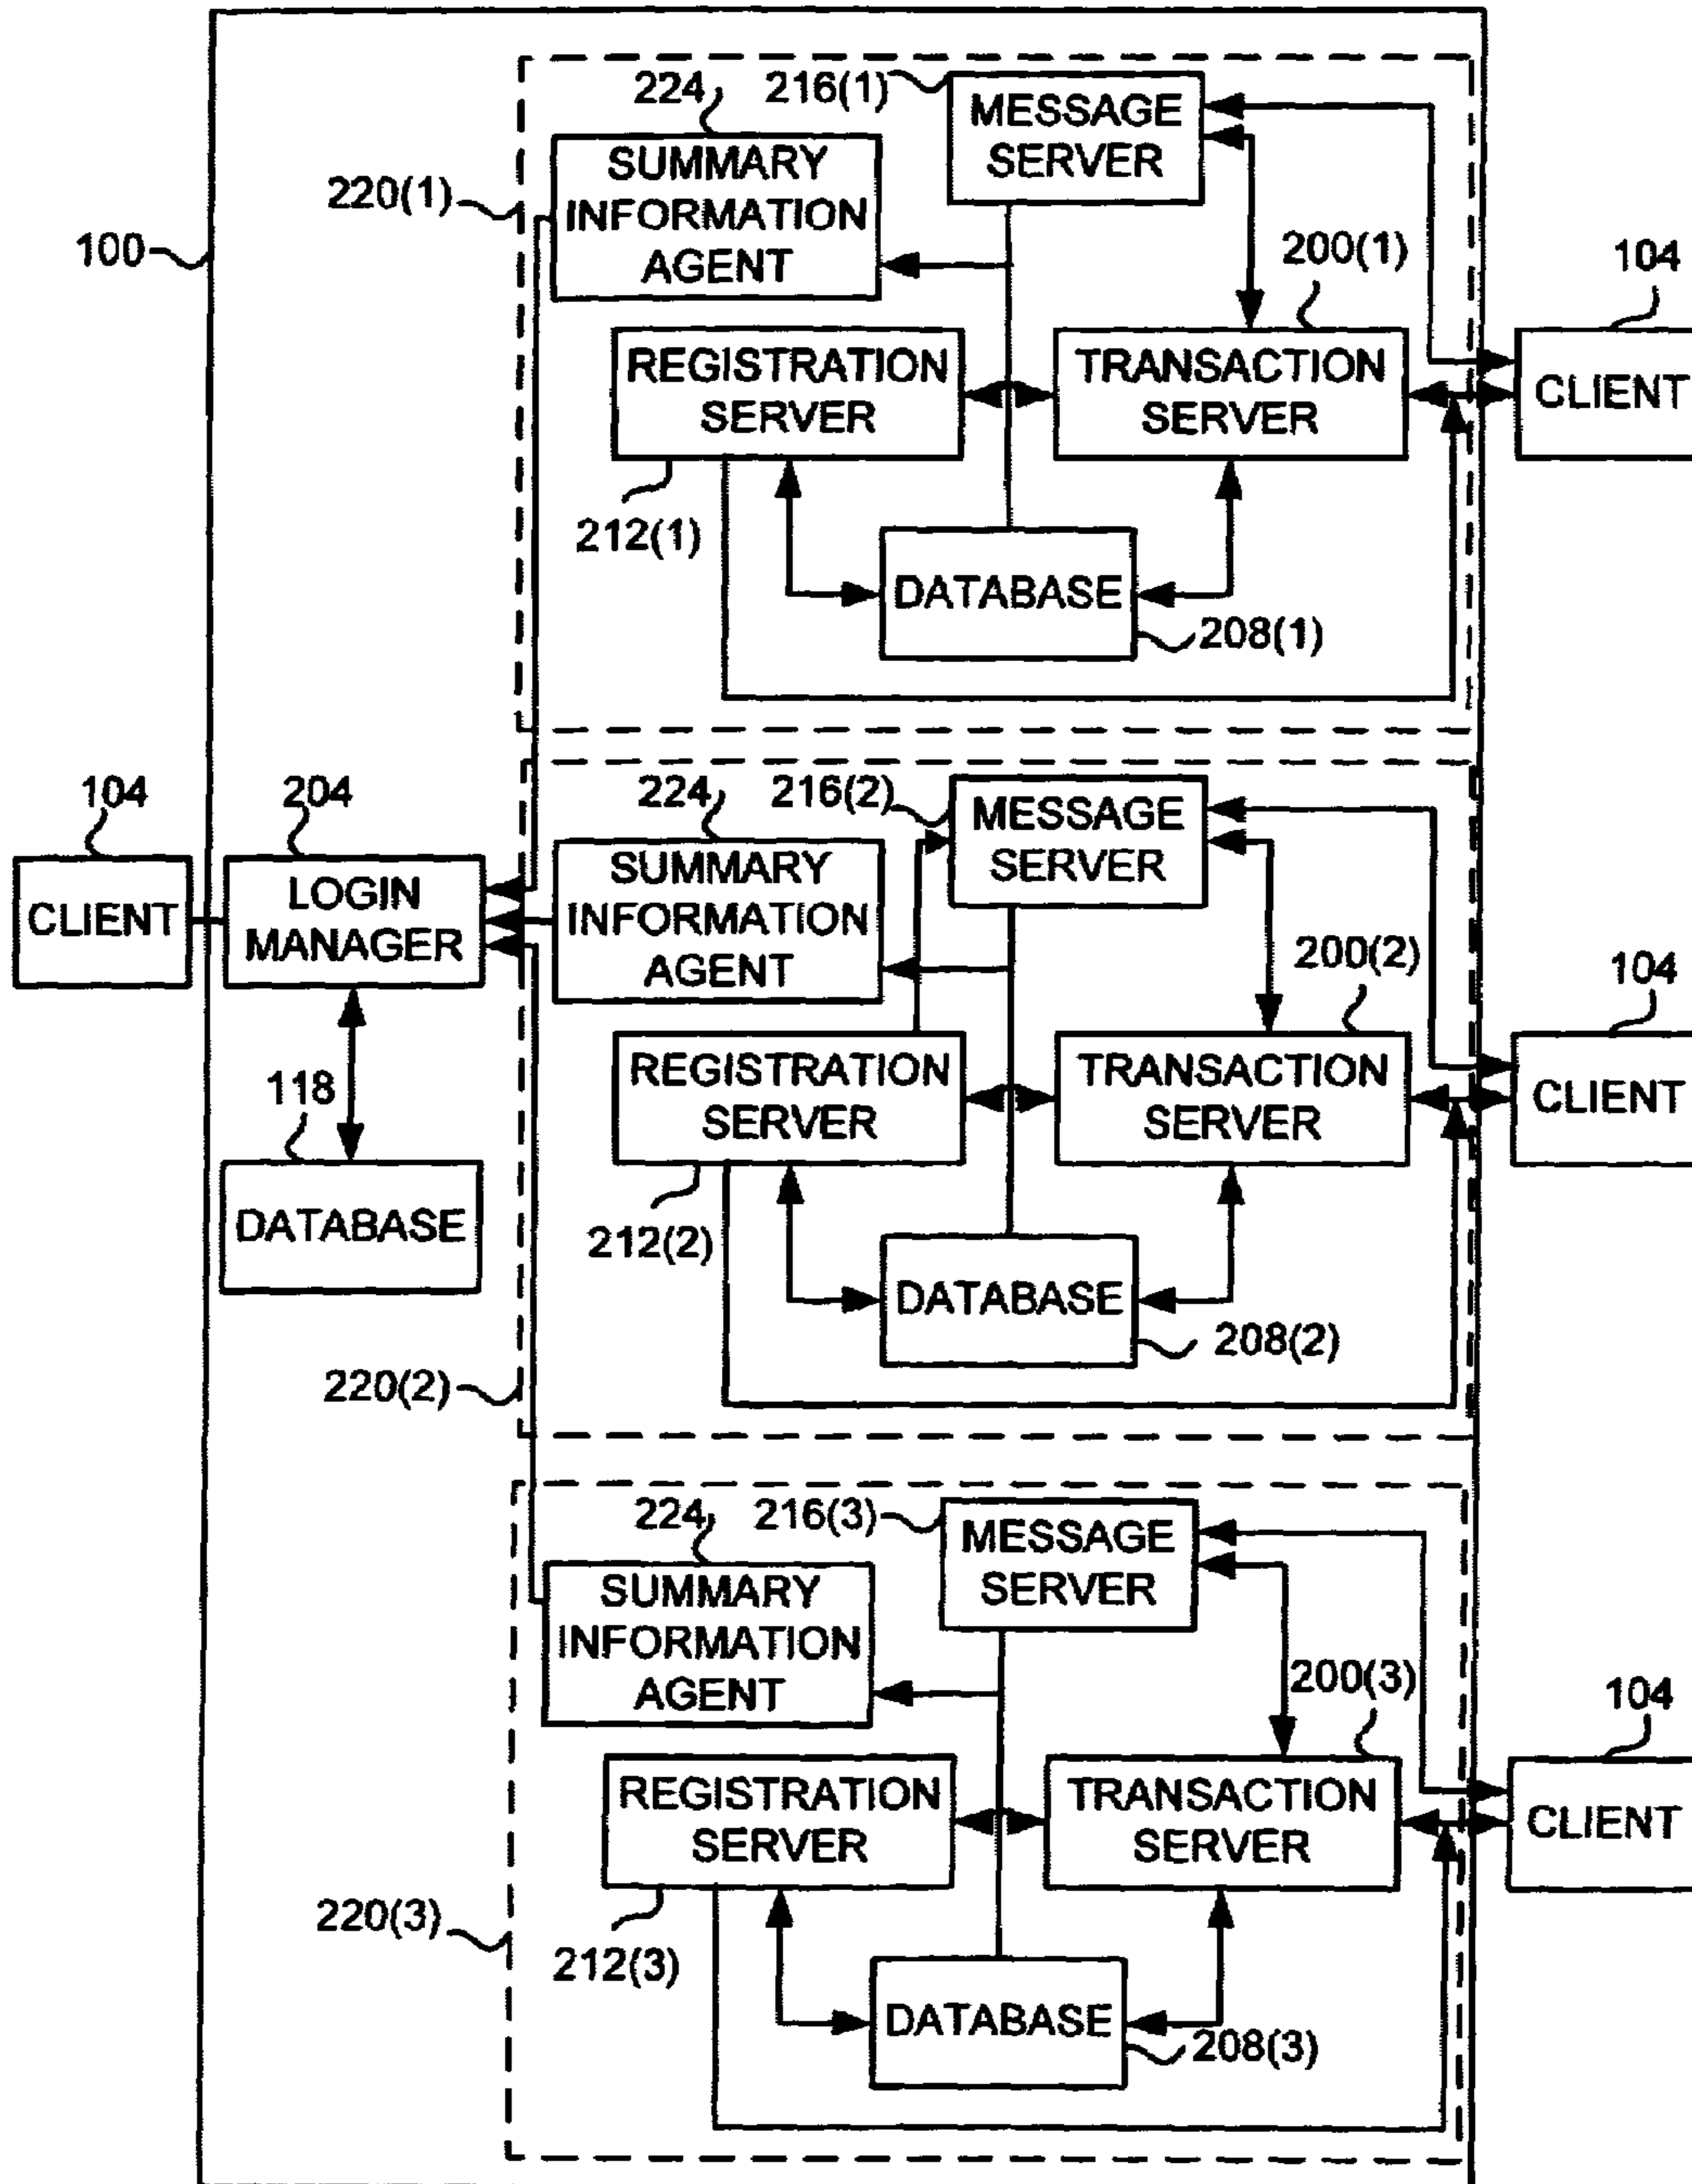 224
216(1)
MESSAGE
SERVER
SUMMARY
INFORMATION
AGENT
220(1)
100
200(1)
104
REGISTRATION
SERVER
TRANSACTION
SERVER
CLIENT
212(1)
DATABASE
208(1)
104
204
224
216(2)
MESSAGE
SERVER
CLIENT
LOGIN
MANAGER
SUMMARY
INFORMATION
AGENT
200(2)
104
118
REGISTRATION
SERVER
TRANSACTION
SERVER
CLIENT
DATABASE
212(2)
DATABASE
208(2)
220(2)
224
216(3)
MESSAGE
SERVER
SUMMARY
INFORMATION
AGENT
200(3)
104
REGISTRATION
SERVER
TRANSACTION
SERVER
CLIENT
220(3)
212(3)
DATABASE
208(3)